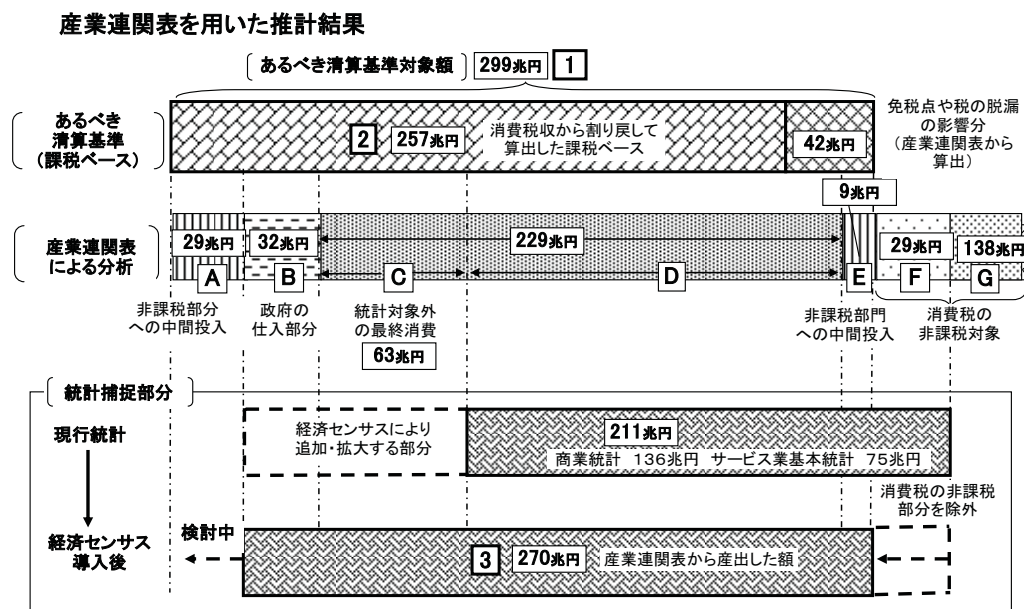 産業連関表を用いた推計結果
あるべき清算基準対象額 299兆円 1
あるべき
清算基準
(課税ベース)
2 257兆円
消費税収から割り戻して
算出した課税ベース
42兆円
免税点や税の脱漏
の影響分
(産業連関表から
算出)
9兆円
産業連関表
による分析
29兆円 32兆円 229兆円 29兆円 138兆円
A B C D E F G
非課税部分
への中間投入
政府の
仕入部分
統計対象外
の最終消費
63兆円
非課税部門
への中間投入
消費税の
非課税対象
統計捕捉部分
現行統計
経済センサスにより
追加・拡大する部分
211兆円
商業統計 136兆円 サービス業基本統計 75兆円
消費税の非課税
部分を除外
経済センサス
導入後
検討中
3 270兆円 産業連関表から産出した額